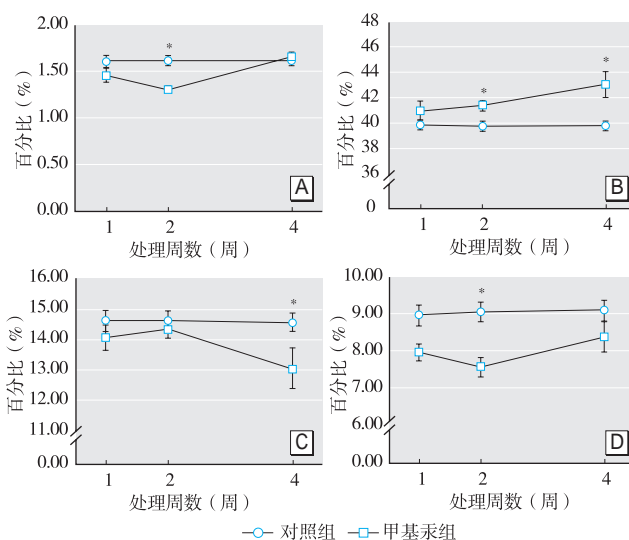 2.00
*
1.50
1.00
0.50
0.00
百分比（%）
A
1 2 4
处理周数（周）
48
46
44
42
40
38
36
0
百分比（%）
*
*
B
1 2 4
处理周数（周）
16.00
15.00
14.00
13.00
12.00
11.00
0.00
百分比（%）
*
C
1 2 4
处理周数（周）
10.00
9.00
8.00
7.00
6.00
0.00
百分比（%）
*
D
1 2 4
处理周数（周）
对照组 甲基汞组